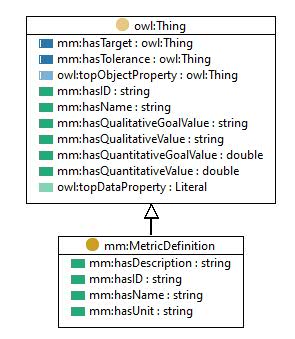 owl:Thing
mm:hasTarget : owl:Thing
mm:hasTolerance : owl:Thing
owl:topObjectProperty : owl:Thing
mm:hasID : string
mm:hasName : string
mm:hasQualitativeGoalValue : string
mm:hasQualitativeValue : string
mm:hasQuantitativeGoalValue : double
mm:hasQuantitativeValue : double
owl:topDataProperty : Literal
mm:MetricDefinition
mm:hasDescription : string
mm:hasID : string
mm:hasName : string
mm:hasUnit : string